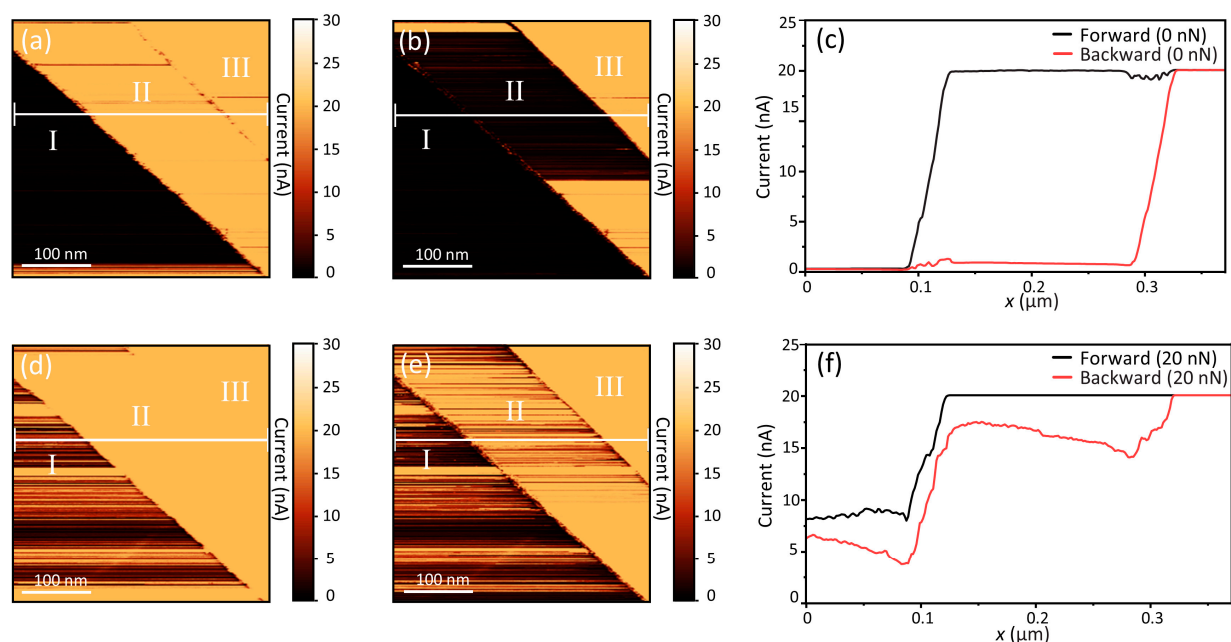 (a)
I
II
III
100 nm
30
25
20
15
10
5
0
Current (nA)
(b)
I
II
III
100 nm
30
25
20
15
10
5
0
Current (nA)
(c)
Forward (0 nN)
Backward (0 nN)
25
20
15
10
5
0
Current (nA)
0
0.1
0.2
0.3
x (μm)
(d)
I
II
III
100 nm
30
25
20
15
10
5
0
Current (nA)
(e)
I
II
III
100 nm
30
25
20
15
10
5
0
Current (nA)
(f)
Forward (20 nN)
Backward (20 nN)
25
20
15
10
5
0
Current (nA)
0
0.1
0.2
0.3
x (μm)